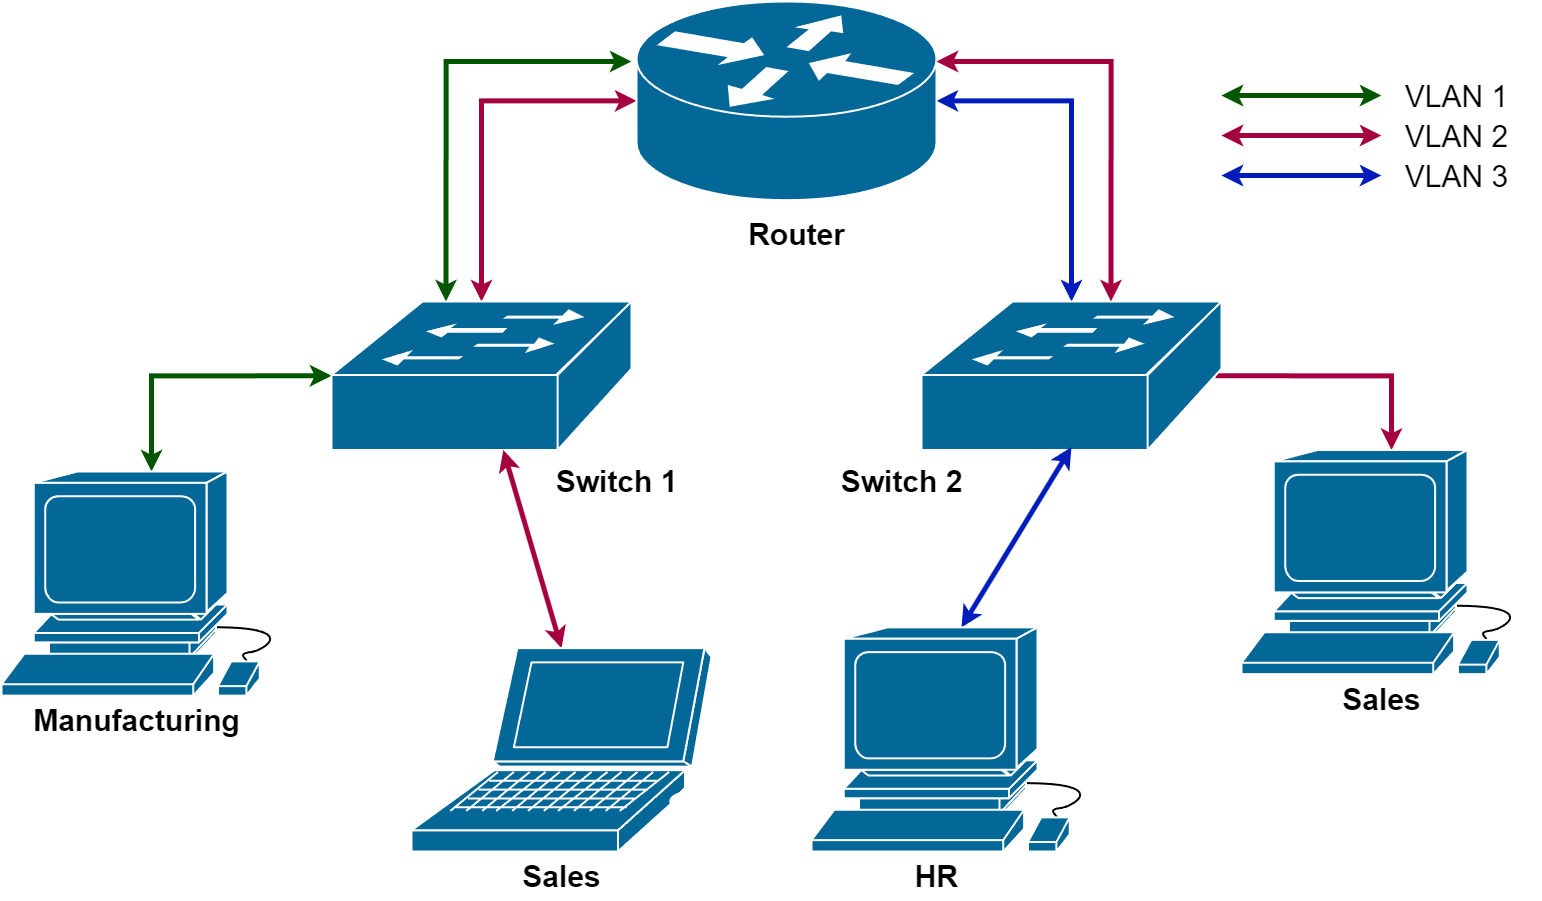 VLAN 1
VLAN 2
VLAN 3
Router
Switch 1
Switch 2
Manufacturing
Sales
Sales
HR